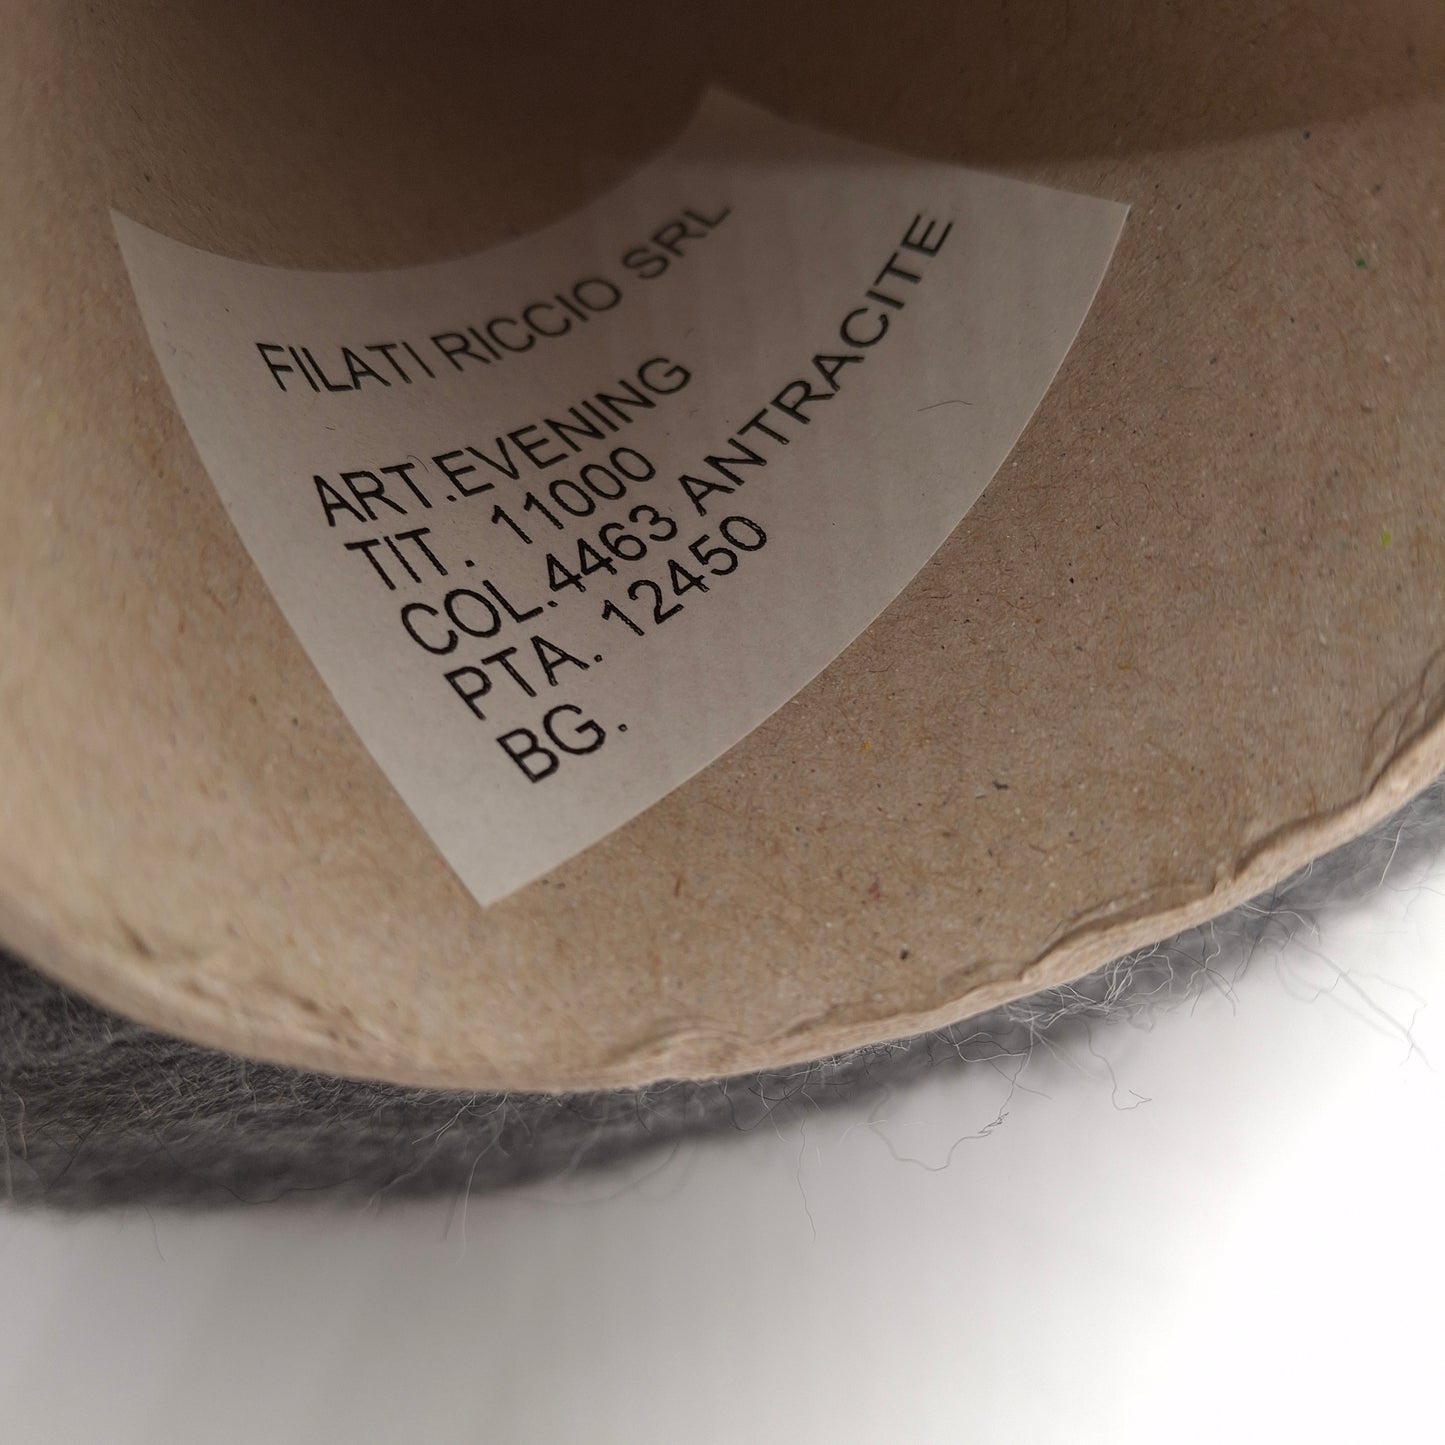 FILATI RICCIO SRL
ART.EVENING
TIT. 11000
COL.4463 ANTRACITE
PTA. 12450
BG.